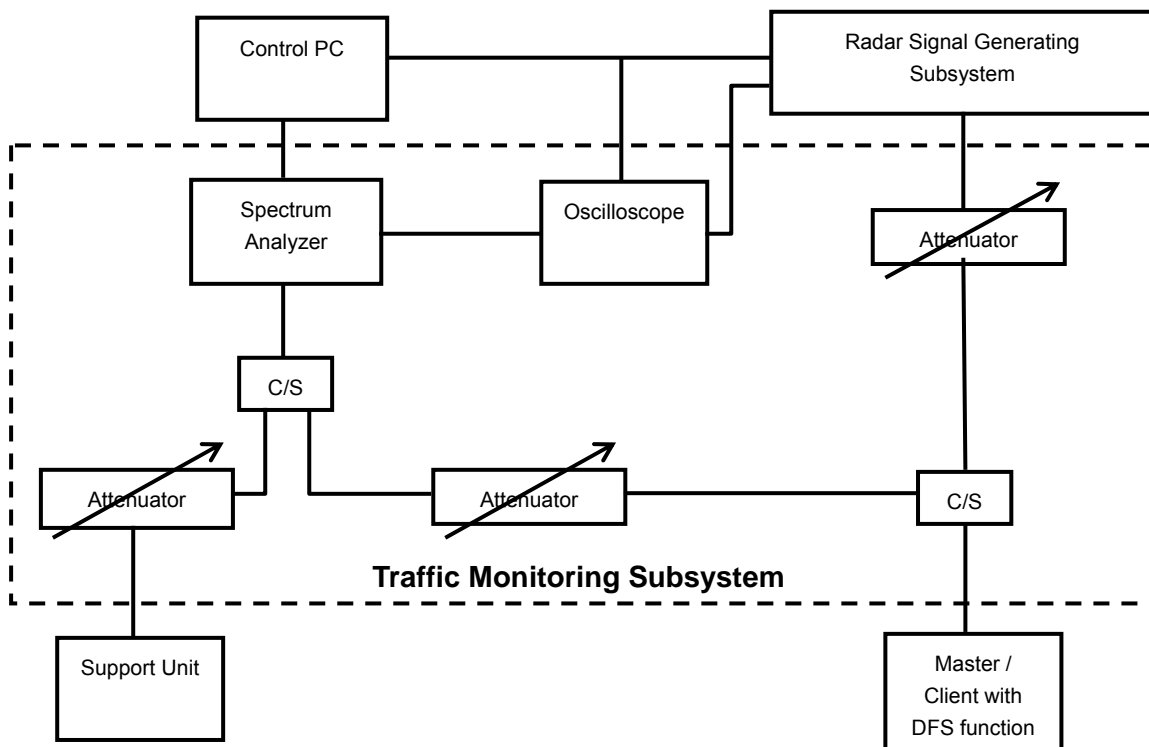 Control PC
Radar Signal Generating
Subsystem
Spectrum
Analyzer
Oscilloscope
Attenuator
C/S
Attenuator
Attenuator
C/S
Traffic Monitoring Subsystem
Support Unit
Master /
Client with
DFS function